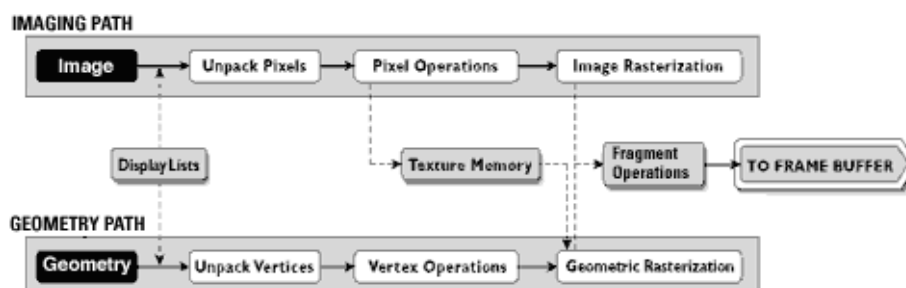 IMAGING PATH
Image
Unpack Pixels
Pixel Operations
Image Rasterization
Display Lists
Texture Memory
Fragment
Operations
TO FRAME BUFFER
GEOMETRY PATH
Geometry
Unpack Vertices
Vertex Operations
Geometric Rasterization